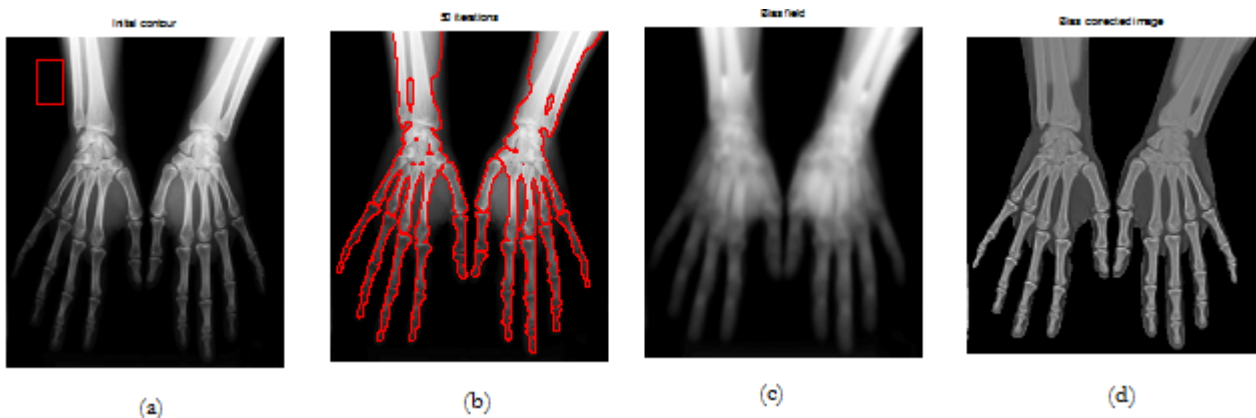 Initial contour
50 iterations
Bias field
Bias corrected image
(a)
(b)
(c)
(d)